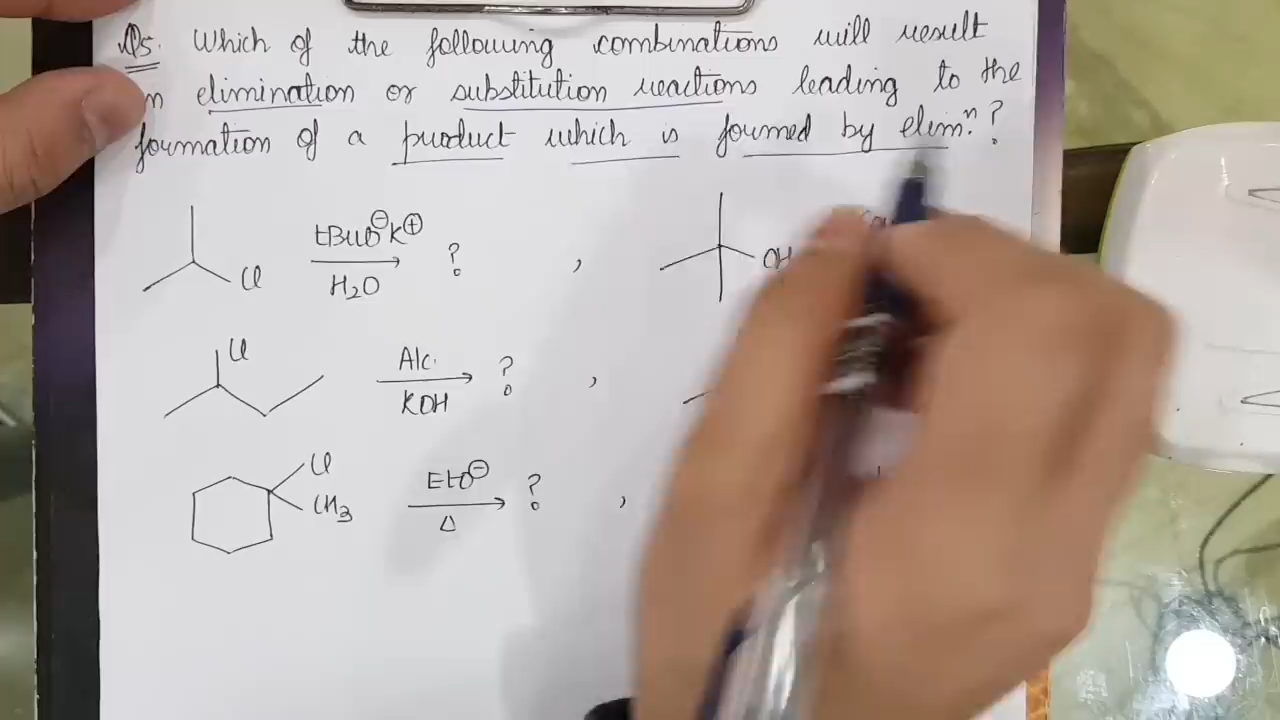 Q5. Which of the following combinations will result
in elimination or substitution reactions leading to the
formation of a product which is formed by elimⁿ.?
tBuO⊖K⊕
Cl H2O ? , OH
Cl
Alc.
KOH ? ,
Cl
CH3 EtO⊖ ? ,
Δ